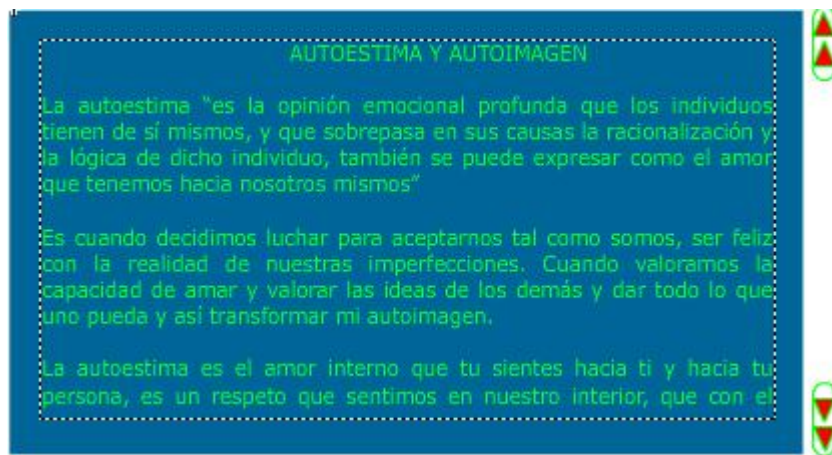 AUTOESTIMA Y AUTOIMAGEN
La autoestima “es la opinión emocional profunda que los individuos
tienen de sí mismos, y que sobrepasa en sus causas la racionalización y
la lógica de dicho individuo, también se puede expresar como el amor
que tenemos hacia nosotros mismos”
Es cuando decidimos luchar para aceptarnos tal como somos, ser feliz
con la realidad de nuestras imperfecciones. Cuando valoramos la
capacidad de amar y valorar las ideas de los demás y dar todo lo que
uno pueda y así transformar mi autoimagen.
La autoestima es el amor interno que tu sientes hacia ti y hacia tu
persona, es un respeto que sentimos en nuestro interior, que con el